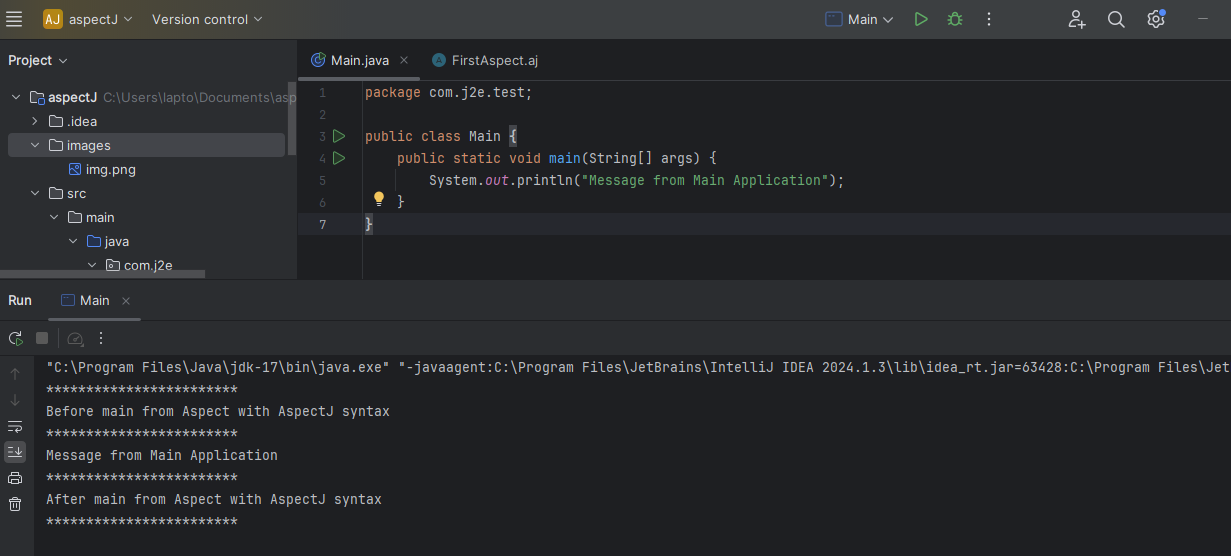 AJ aspectJ Version control Main
Project
Main.java
FirstAspect.aj
aspectJ C:\Users\lapto\Documents\asp
.idea
images
img.png
src
main
java
com.j2e
1 package com.j2e.test;
2
3 public class Main {
4 public static void main(String[] args) {
5 System.out.println("Message from Main Application");
6 }
7 }
Run Main
"C:\Program Files\Java\jdk-17\bin\java.exe" "-javaagent:C:\Program Files\JetBrains\IntelliJ IDEA 2024.1.3\lib\idea_rt.jar=63428:C:\Program Files\Jet
************************
Before main from Aspect with AspectJ syntax
************************
Message from Main Application
************************
After main from Aspect with AspectJ syntax
************************